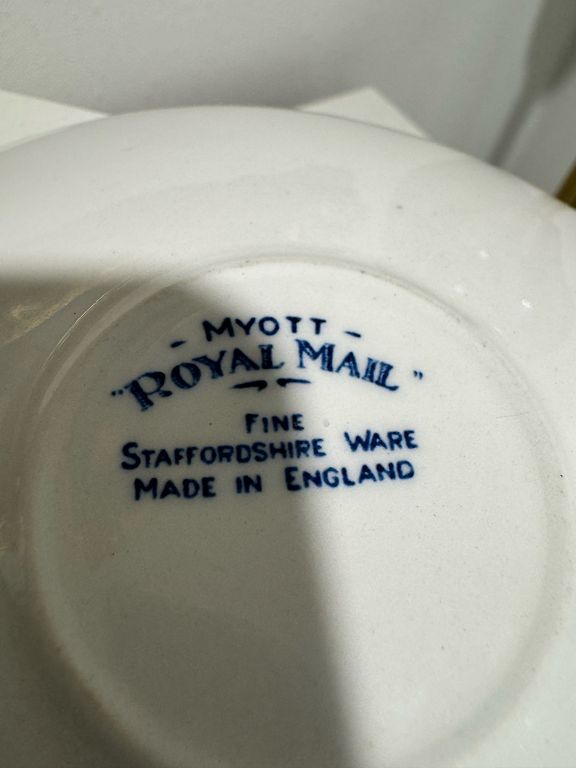 - MYOTT -
"ROYAL MAIL"
FINE
STAFFORDSHIRE WARE
MADE IN ENGLAND